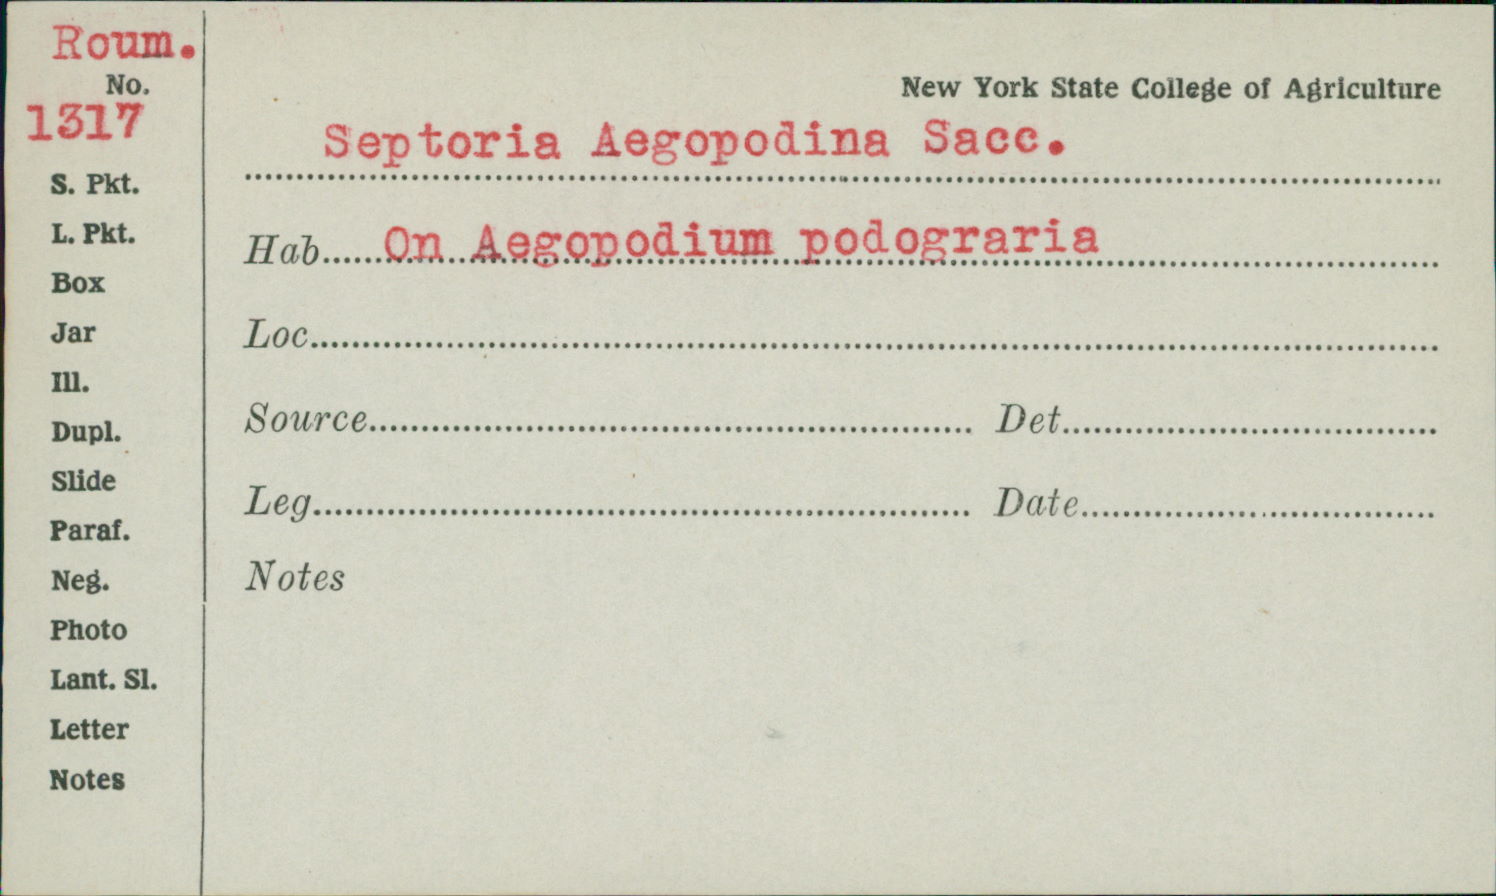 Roum.
No.
1317
S. Pkt.
L. Pkt.
Box
Jar
Ill.
Dupl.
Slide
Paraf.
Neg.
Photo
Lant. Sl.
Letter
Notes
New York State College of Agriculture
Septoria Aegopodina Sacc.
Hab. On Aegopodium podograria
Loc.
Source Det.
Leg. Date
Notes